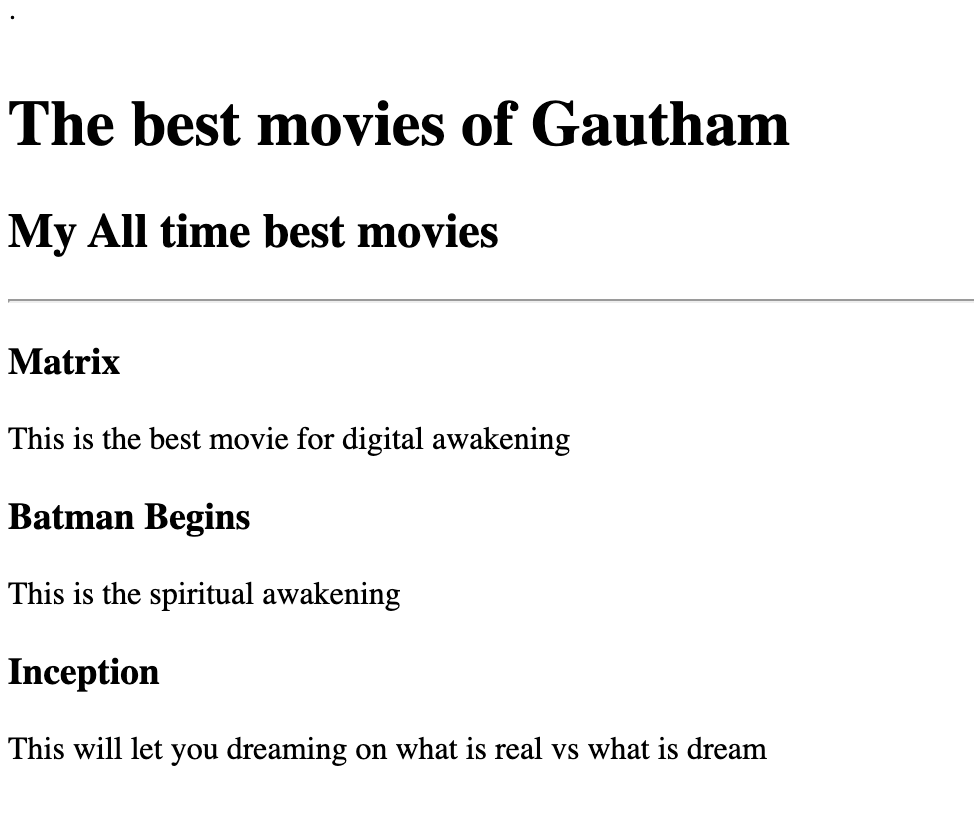 .
The best movies of Gautham
My All time best movies
Matrix
This is the best movie for digital awakening
Batman Begins
This is the spiritual awakening
Inception
This will let you dreaming on what is real vs what is dream